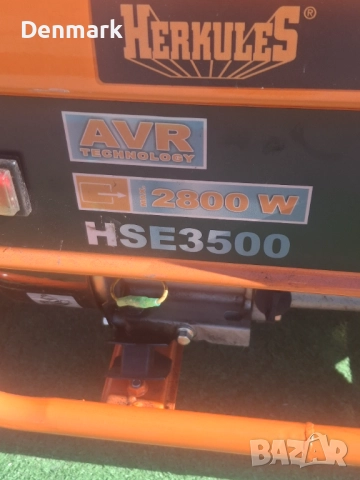 Denmark
HERKULES®
AVR
TECHNOLOGY
2800 W
HSE3500
BAZAR